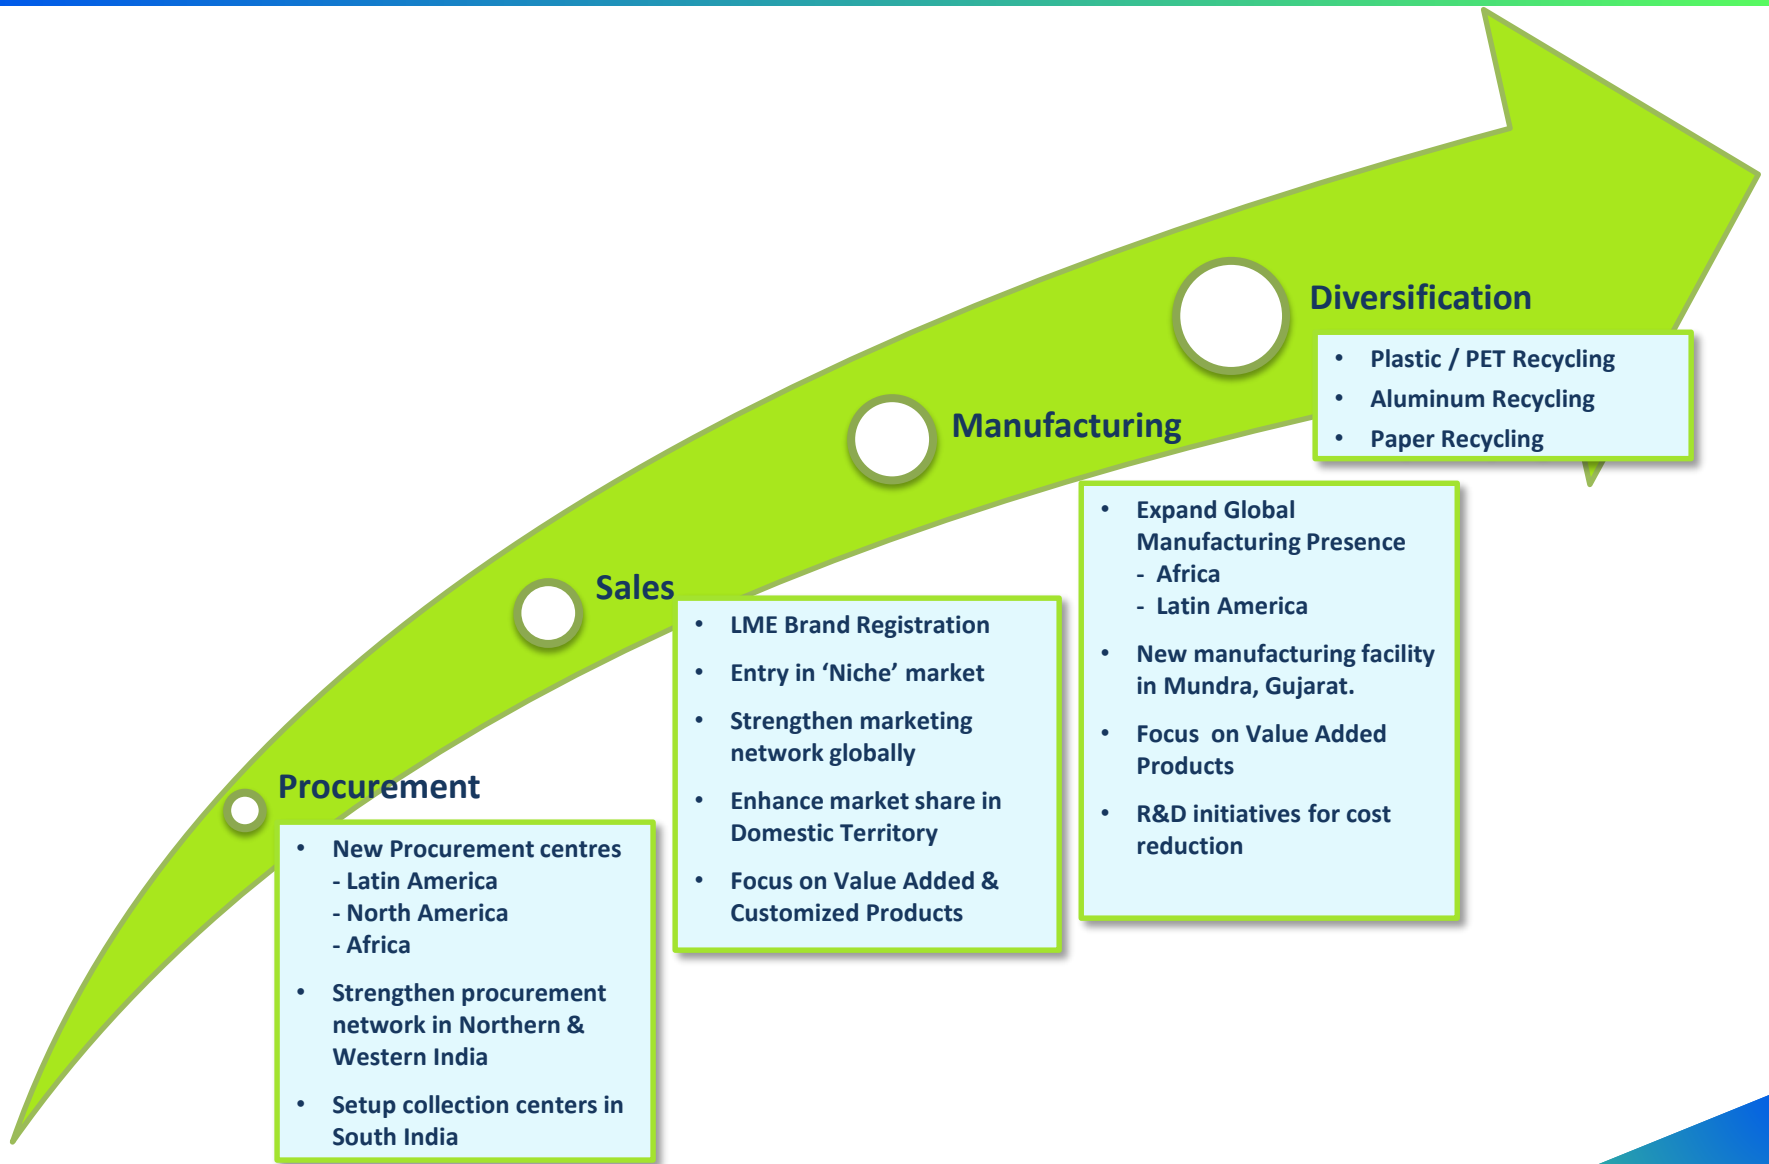 Procurement
• New Procurement centres
- Latin America
- North America
- Africa
• Strengthen procurement
network in Northern &
Western India
• Setup collection centers in
South India
Sales
• LME Brand Registration
• Entry in ‘Niche’ market
• Strengthen marketing
network globally
• Enhance market share in
Domestic Territory
• Focus on Value Added &
Customized Products
Manufacturing
• Expand Global
Manufacturing Presence
- Africa
- Latin America
• New manufacturing facility
in Mundra, Gujarat.
• Focus on Value Added
Products
• R&D initiatives for cost
reduction
Diversification
• Plastic / PET Recycling
• Aluminum Recycling
• Paper Recycling